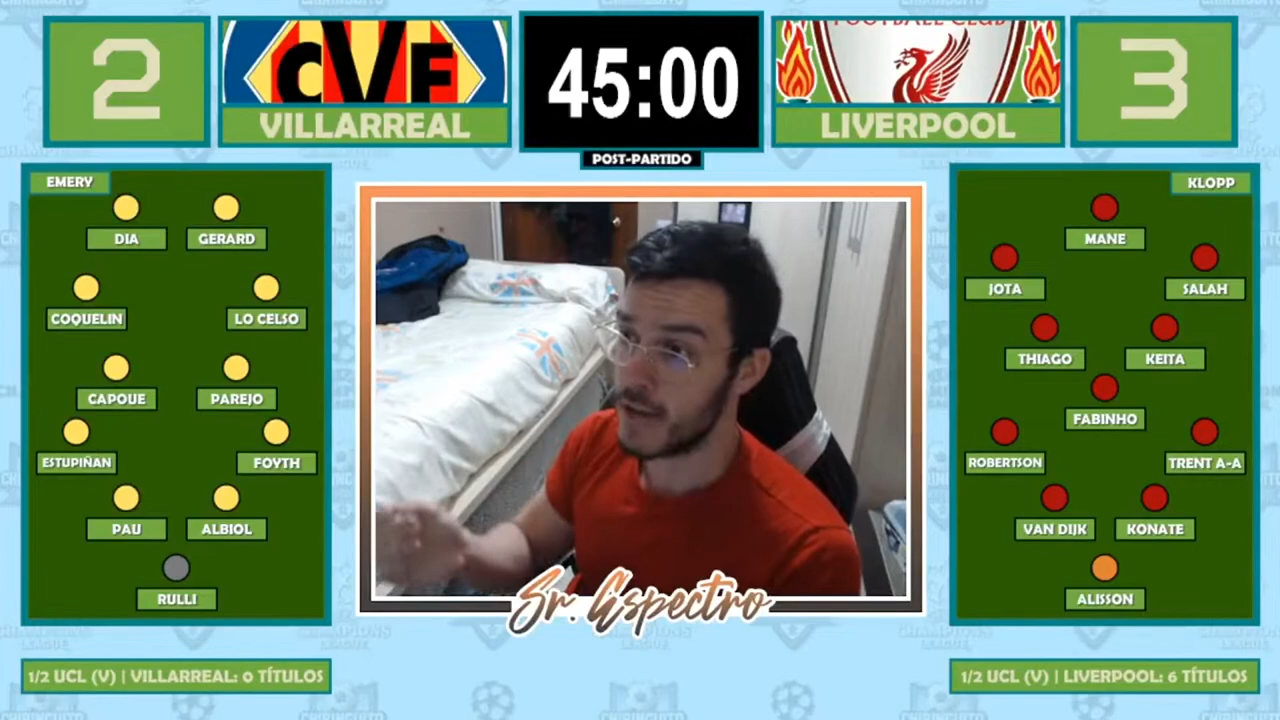 2
CVF
VILLARREAL
45:00
POST-PARTIDO
FOOTBALL CLUB
LIVERPOOL
3
EMERY
DIA
GERARD
COQUELIN
LO CELSO
CAPOUE
PAREJO
ESTUPIÑAN
FOYTH
PAU
ALBIOL
RULLI
KLOPP
MANE
JOTA
SALAH
THIAGO
KEITA
FABINHO
ROBERTSON
TRENT A-A
VAN DIJK
KONATE
ALISSON
Sr. Espectro
1/2 UCL (V) | VILLARREAL: 0 TÍTULOS
1/2 UCL (V) | LIVERPOOL: 6 TÍTULOS